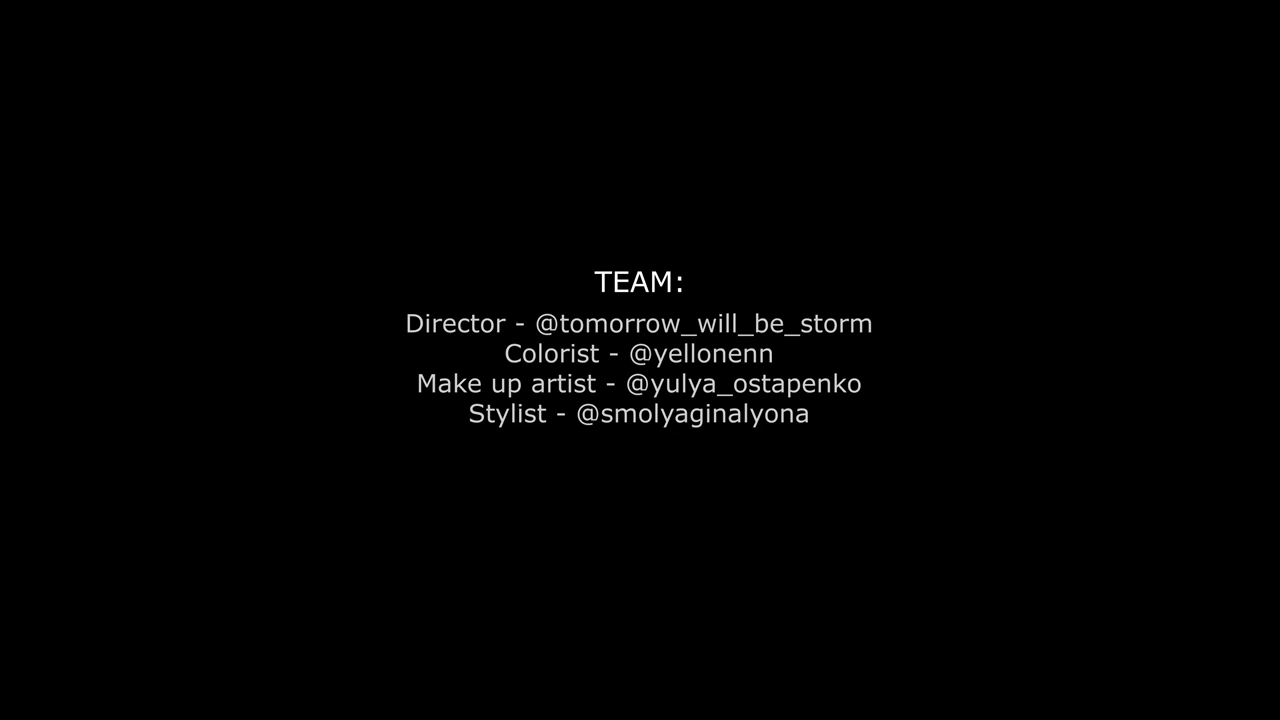 TEAM:
Director - @tomorrow_will_be_storm
Colorist - @yellonenn
Make up artist - @yulya_ostapenko
Stylist - @smolyaginalyona